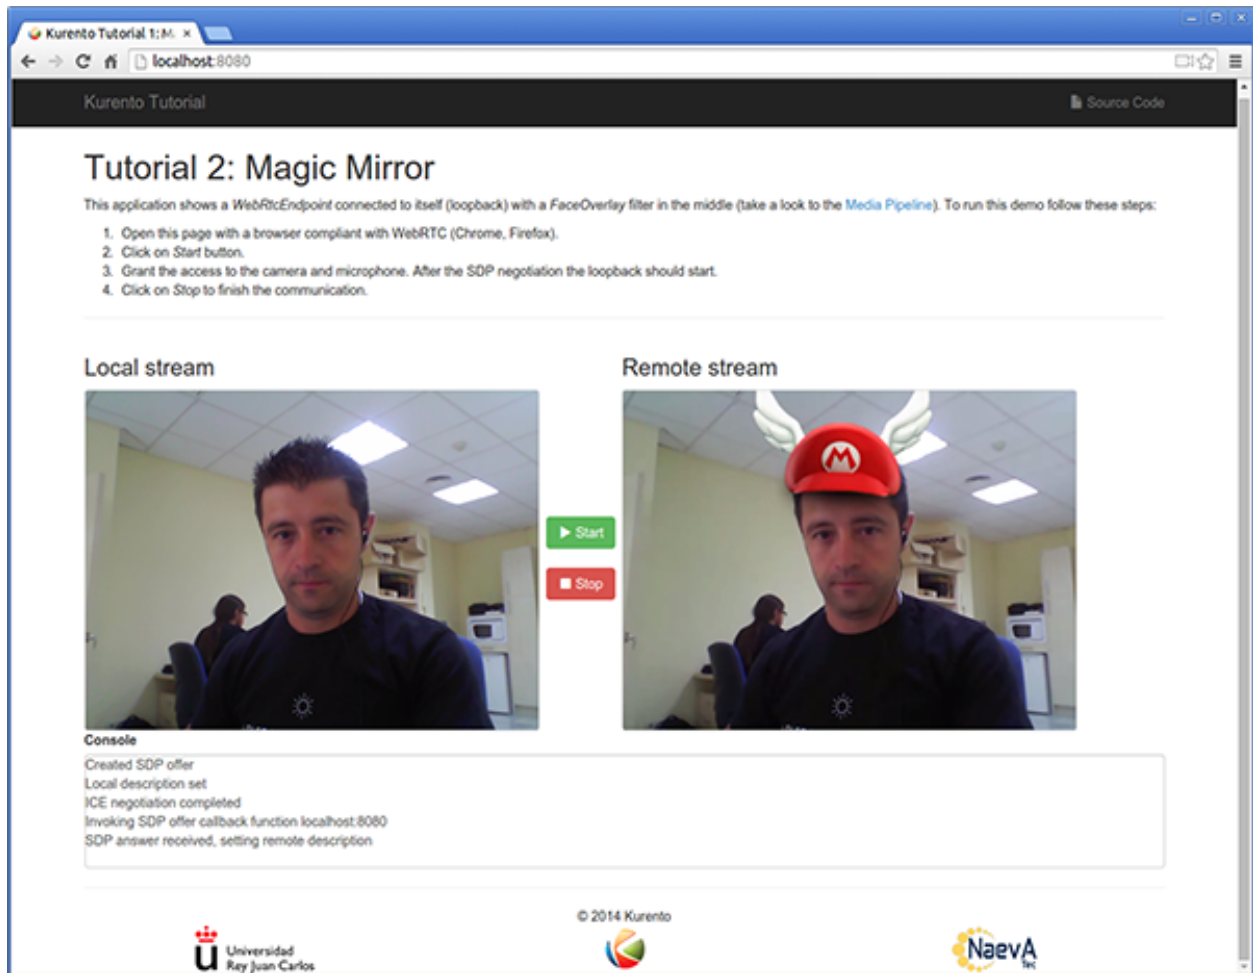 Kurento Tutorial 1: M
localhost:8080
Kurento Tutorial
Source Code
Tutorial 2: Magic Mirror
This application shows a WebRtcEndpoint connected to itself (loopback) with a FaceOverlay filter in the middle (take a look to the Media Pipeline). To run this demo follow these steps:
1. Open this page with a browser compliant with WebRTC (Chrome, Firefox).
2. Click on Start button.
3. Grant the access to the camera and microphone. After the SDP negotiation the loopback should start.
4. Click on Stop to finish the communication.
Local stream
Remote stream
M
Start
Stop
Console
Created SDP offer
Local description set
ICE negotiation completed
Invoking SDP offer callback function localhost:8080
SDP answer received, setting remote description
© 2014 Kurento
Universidad
Rey Juan Carlos
NaevA
Tec